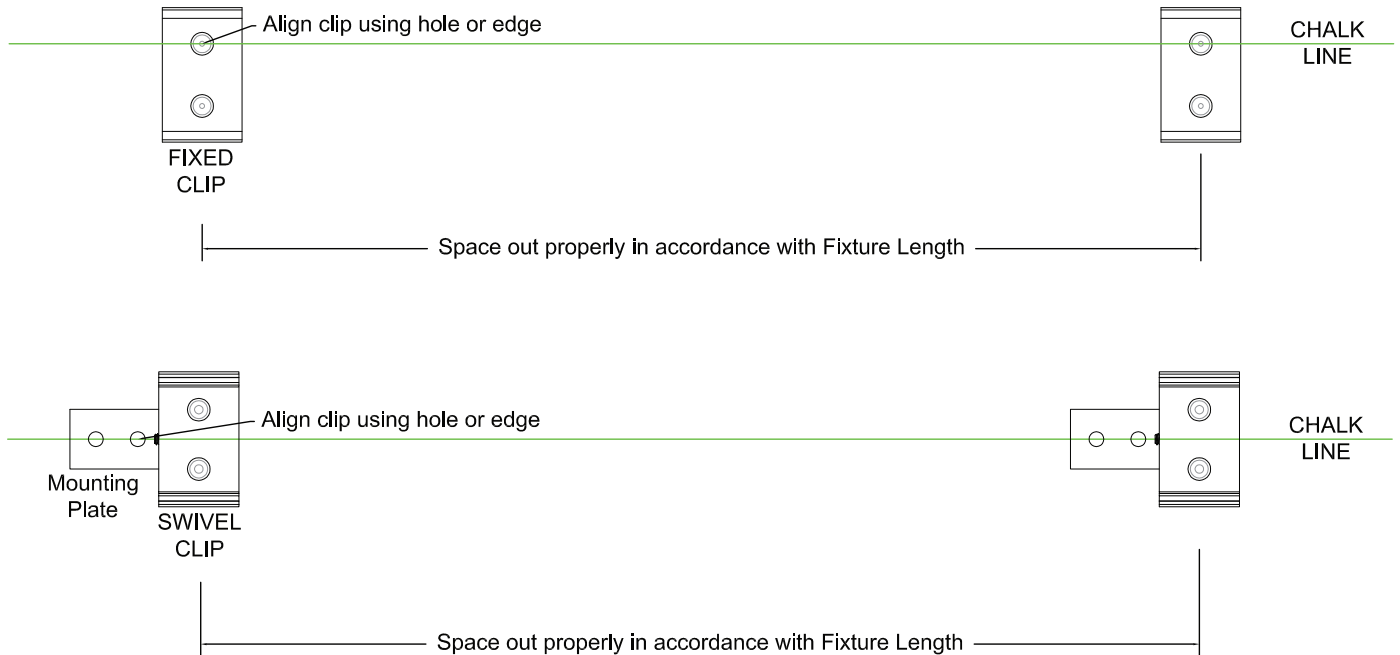 Align clip using hole or edge
CHALK
LINE
FIXED
CLIP
Space out properly in accordance with Fixture Length
Align clip using hole or edge
CHALK
LINE
Mounting
Plate
SWIVEL
CLIP
Space out properly in accordance with Fixture Length